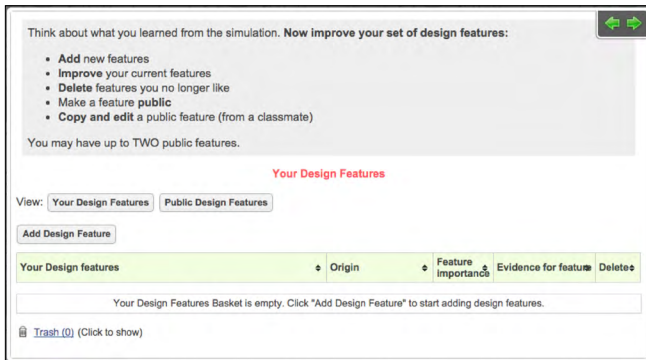 Think about what you learned from the simulation. Now improve your set of design features:
Add new features
Improve your current features
Delete features you no longer like
Make a feature public
Copy and edit a public feature (from a classmate)
You may have up to TWO public features.
Your Design Features
View: Your Design Features Public Design Features
Add Design Feature
Your Design features Origin Feature importance Evidence for feature Delete
Your Design Features Basket is empty. Click "Add Design Feature" to start adding design features.
Trash (0) (Click to show)